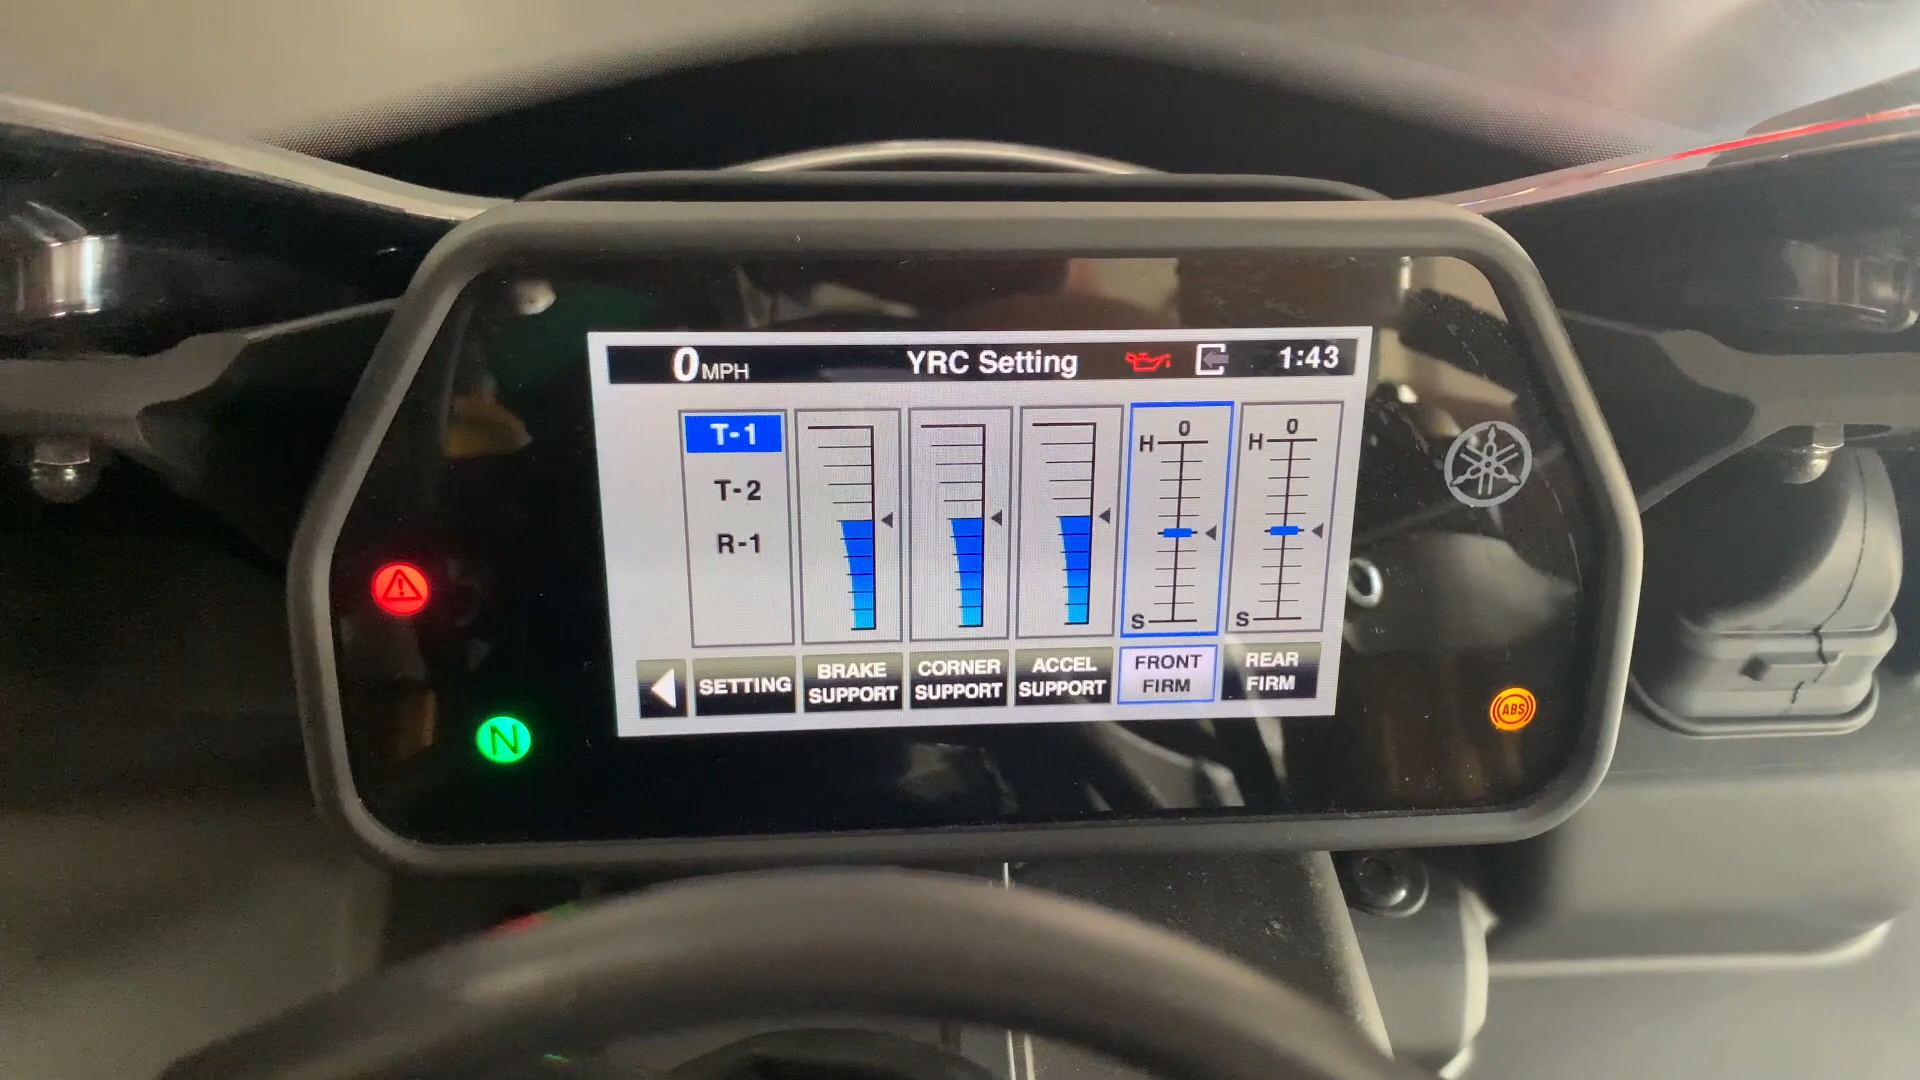 0 MPH YRC Setting 1:43
T-1
T-2
R-1
H 0
S
H 0
S
SETTING
BRAKE SUPPORT
CORNER SUPPORT
ACCEL SUPPORT
FRONT FIRM
REAR FIRM
N
ABS